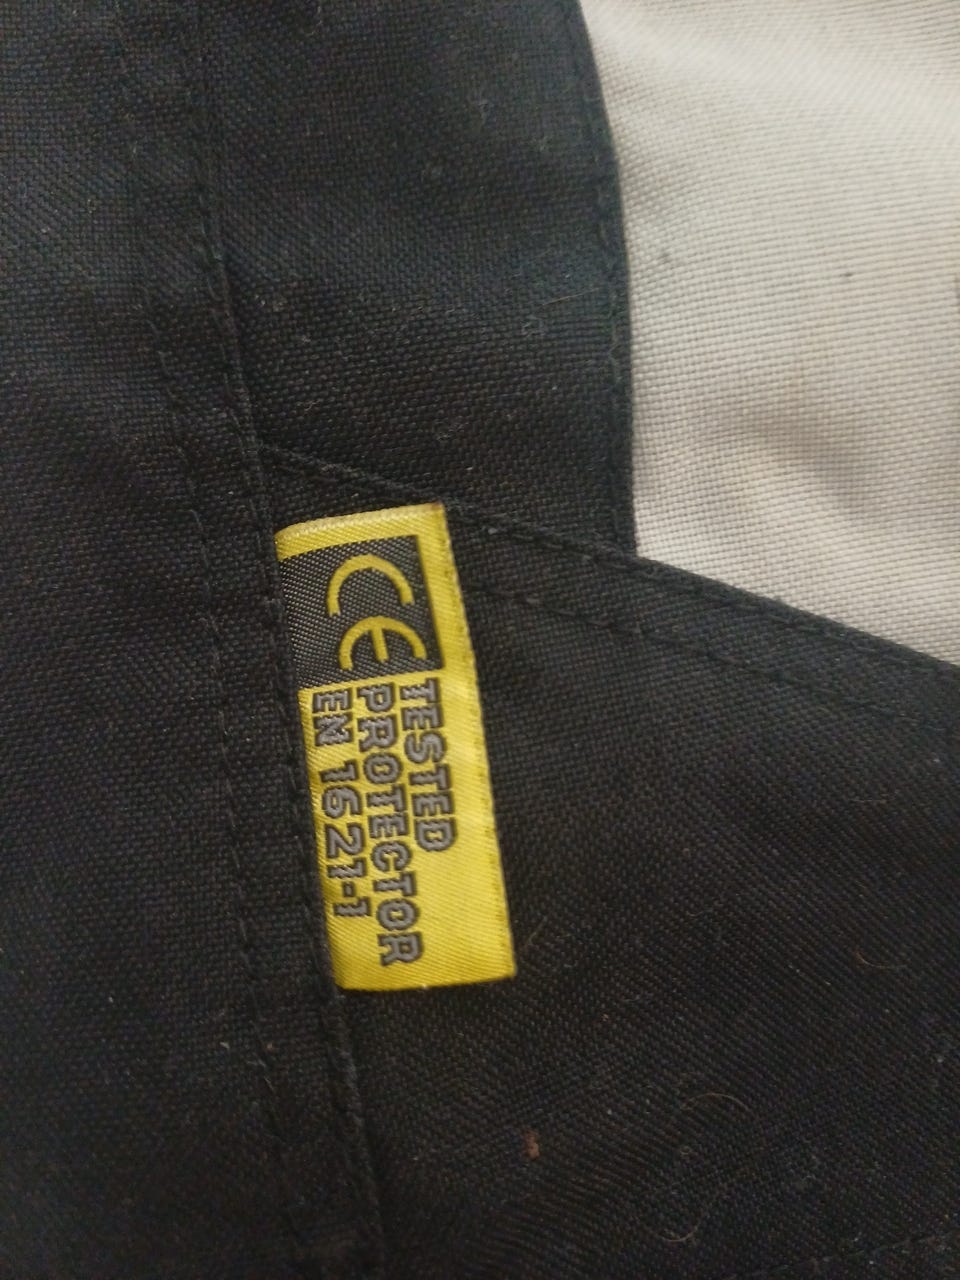 CE
TESTED
PROTECTOR
EN 1621-1